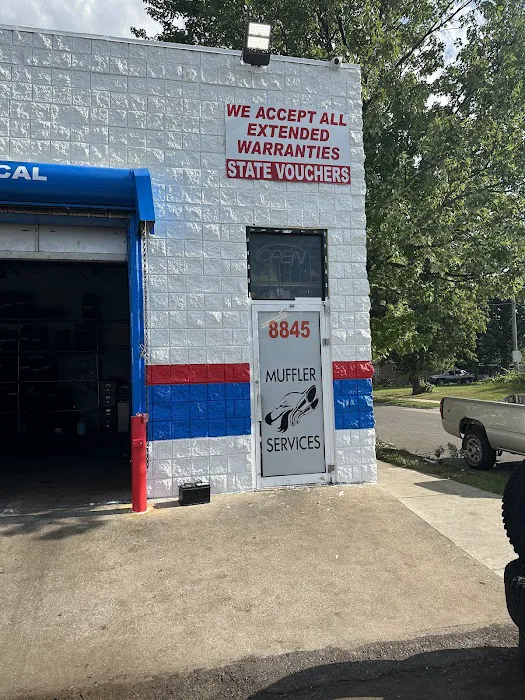 WE ACCEPT ALL
EXTENDED
WARRANTIES
STATE VOUCHERS
CAL
OPEN
8845
MUFFLER
SERVICES